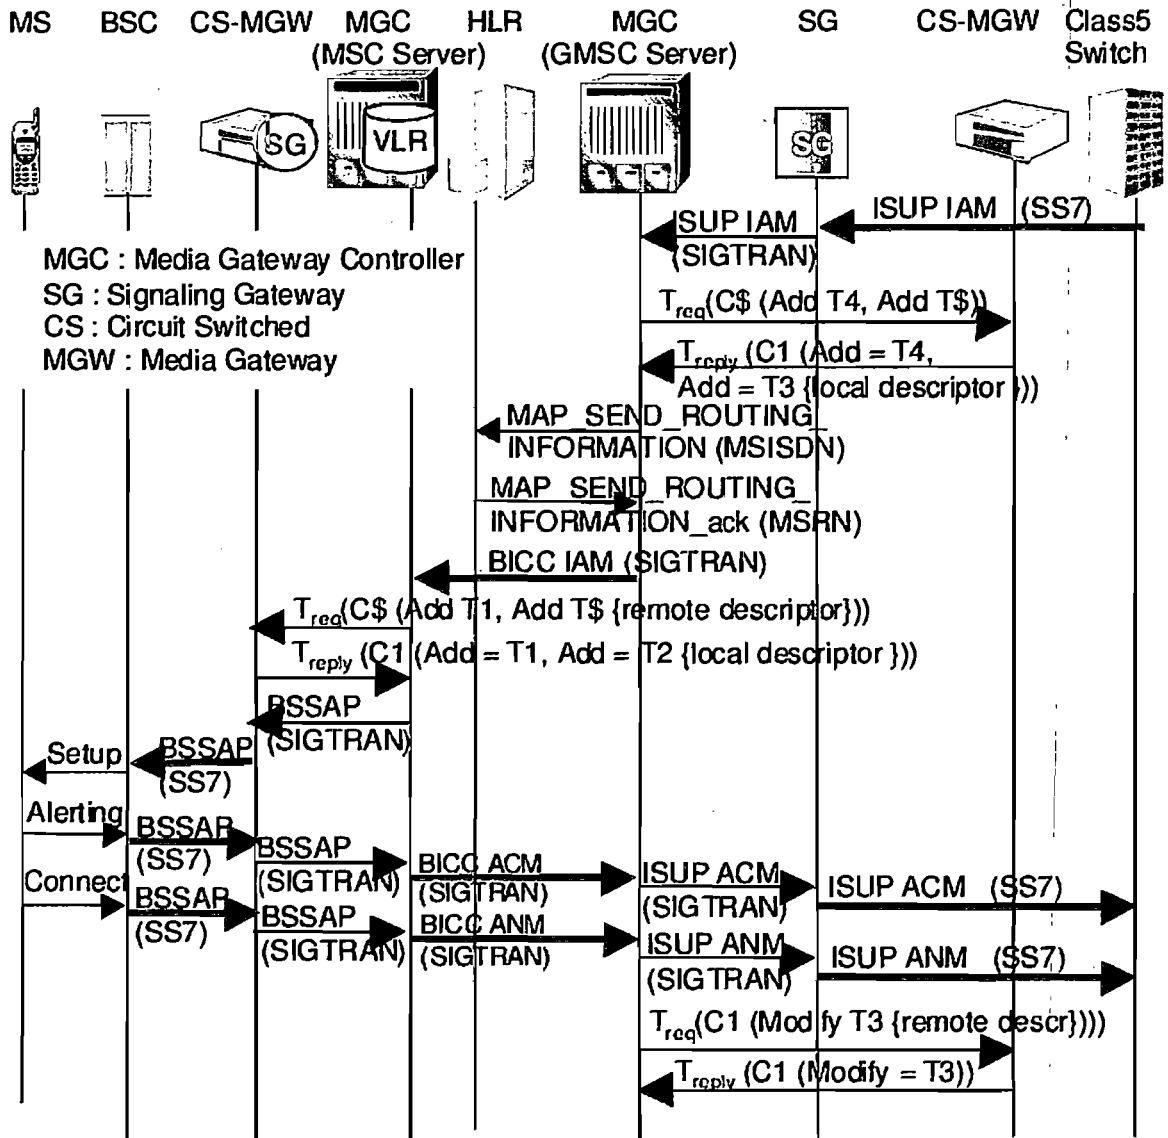 MS BSC CS-MGW MGC HLR MGC SG CS-MGW Class5
(MSC Server) (GMSC Server) Switch
SG VLR SG
ISUP IAM (SS7)
ISUP IAM
(SIGTRAN)
MGC : Media Gateway Controller
SG : Signaling Gateway
CS : Circuit Switched
MGW : Media Gateway
Treq(C$ (Add T4, Add T$))
Treply (C1 (Add = T4,
Add = T3 {local descriptor }))
MAP_SEND_ROUTING_
INFORMATION (MSISDN)
MAP_SEND_ROUTING_
INFORMATION_ack (MSRN)
BICC IAM (SIGTRAN)
Treq(C$ (Add T1, Add T$ {remote descriptor}))
Treply (C1 (Add = T1, Add = T2 {local descriptor }))
BSSAP
(SIGTRAN)
Setup
BSSAP
(SS7)
Alerting
BSSAP
(SS7)
BSSAP
(SIGTRAN)
BICC ACM
(SIGTRAN)
ISUP ACM
(SIGTRAN)
ISUP ACM (SS7)
Connect
BSSAP
(SS7)
BSSAP
(SIGTRAN)
BICC ANM
(SIGTRAN)
ISUP ANM
(SIGTRAN)
ISUP ANM (SS7)
Treq(C1 (Modify T3 {remote descr})))
Treply (C1 (Modify = T3))